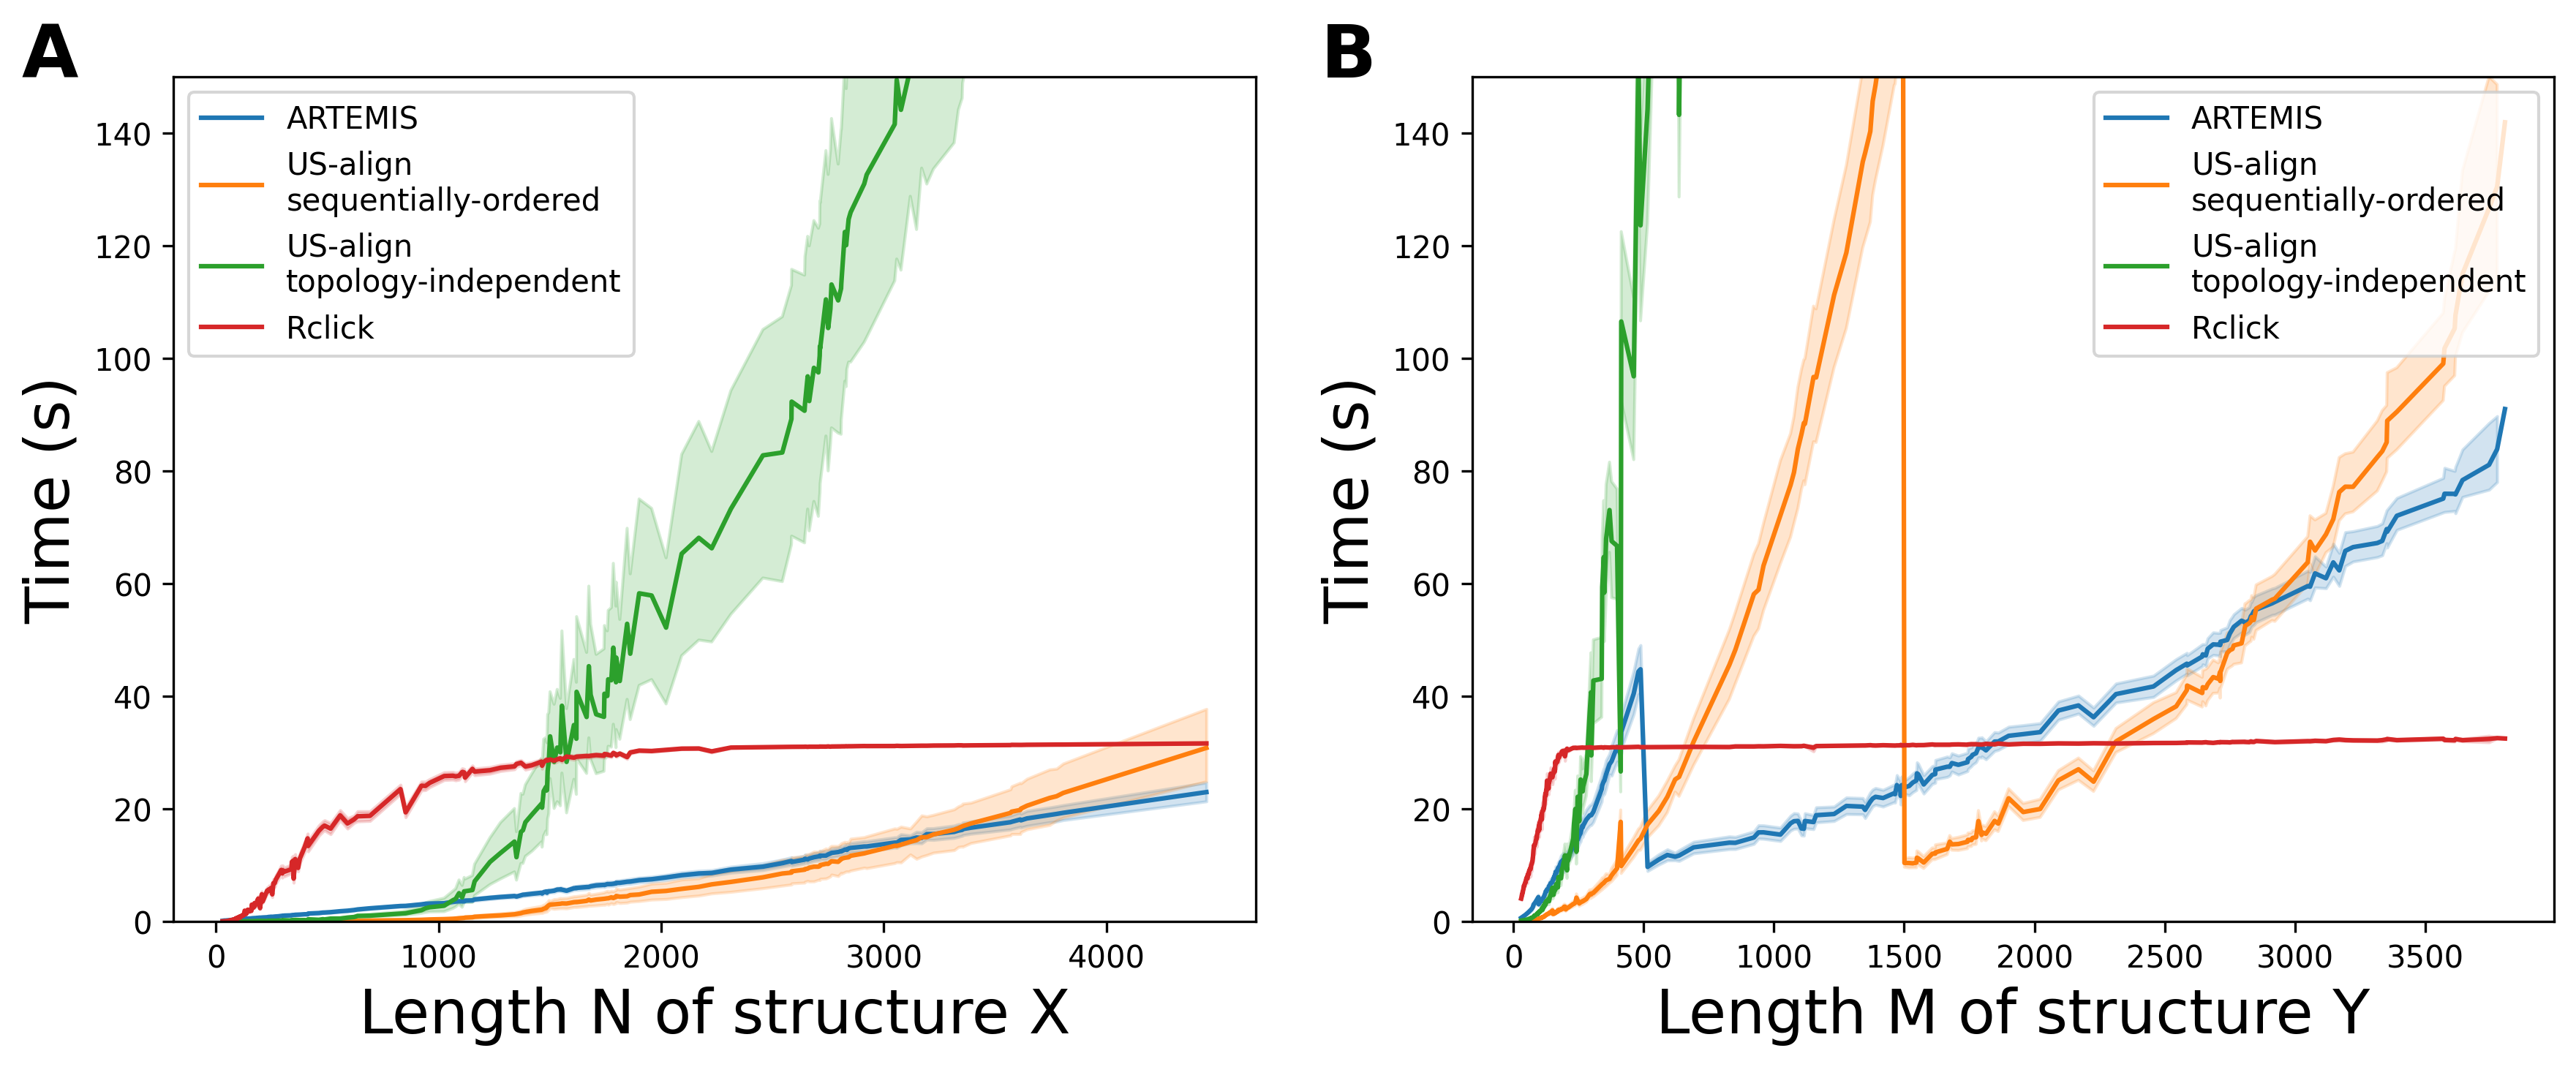 A
Time (s)
140
120
100
80
60
40
20
0
ARTEMIS
US-align
sequentially-ordered
US-align
topology-independent
Rclick
0
1000
2000
3000
4000
Length N of structure X
B
Time (s)
140
120
100
80
60
40
20
0
ARTEMIS
US-align
sequentially-ordered
US-align
topology-independent
Rclick
0
500
1000
1500
2000
2500
3000
3500
Length M of structure Y